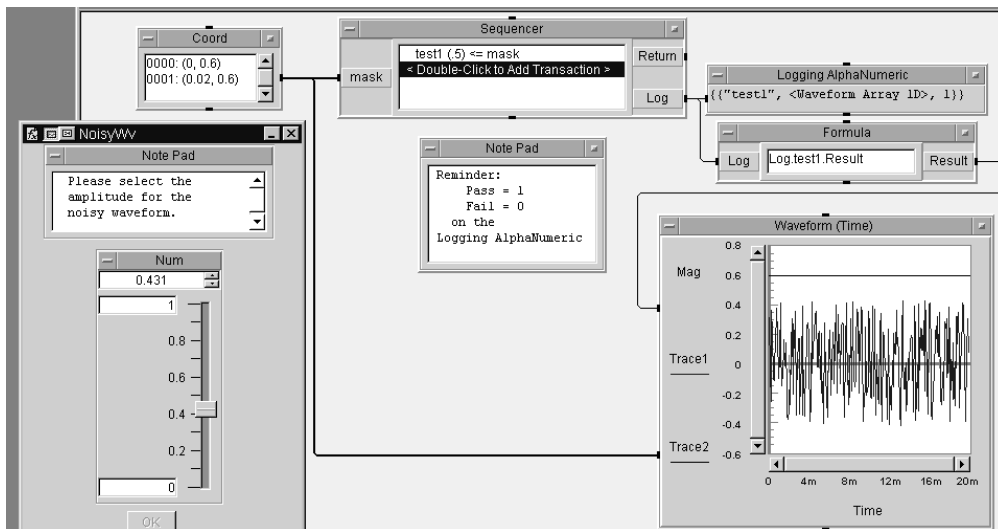 Coord
0000: (0, 0.6)
0001: (0.02, 0.6)
Sequencer
mask
test1 (.5) <= mask
< Double-Click to Add Transaction >
Return
Log
Logging AlphaNumeric
{{"test1", <Waveform Array 1D>, 1}}
Formula
Log
Log.test1.Result
Result
NoisyWv
Note Pad
Please select the
amplitude for the
noisy waveform.
Num
0.431
1
0.8
0.6
0.4
0.2
0
OK
Note Pad
Reminder:
Pass = 1
Fail = 0
on the
Logging AlphaNumeric
Waveform (Time)
Mag
Trace1
Trace2
0.8
0.6
0.4
0.2
0
-0.2
-0.4
-0.6
0 4m 8m 12m 16m 20m
Time